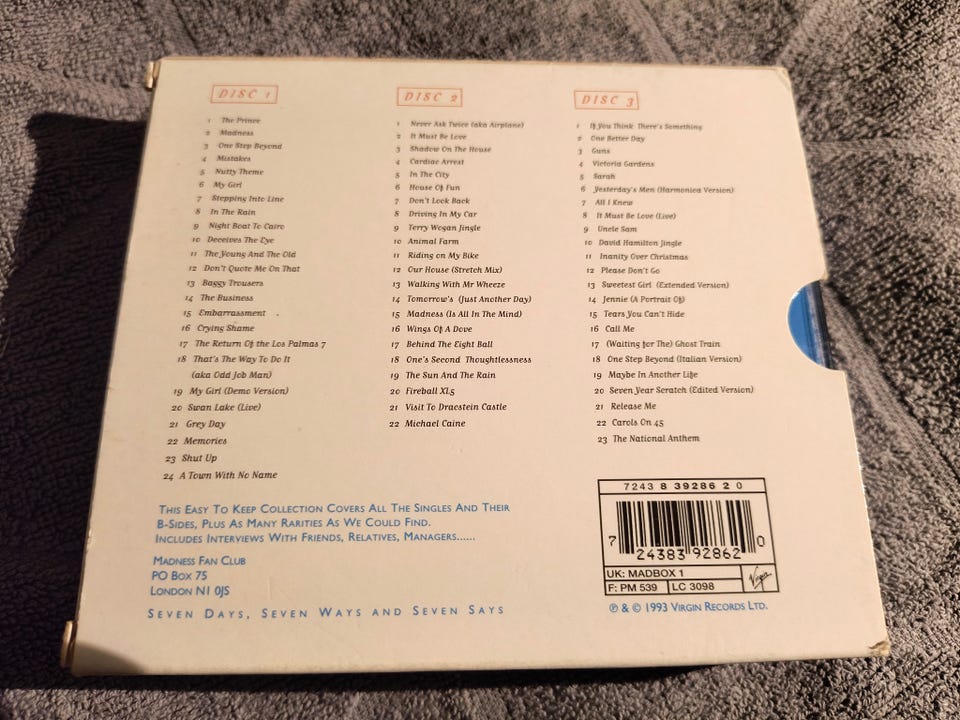 DISC 1
1 The Prince
2 Madness
3 One Step Beyond
4 Mistakes
5 Nutty Theme
6 My Girl
7 Stepping Into Line
8 In The Rain
9 Night Boat To Cairo
10 Deceives The Eye
11 The Young And The Old
12 Don't Quote Me On That
13 Baggy Trousers
14 The Business
15 Embarrassment .
16 Crying Shame
17 The Return Of the Los Palmas 7
18 That's The Way To Do It
(aka Odd Job Man)
19 My Girl (Demo Version)
20 Swan Lake (Live)
21 Grey Day
22 Memories
23 Shut Up
24 A Town With No Name
DISC 2
1 Never Ask Twice (aka Airplane)
2 It Must Be Love
3 Shadow On The House
4 Cardiac Arrest
5 In The City
6 House Of Fun
7 Don't Look Back
8 Driving In My Car
9 Terry Wogan Jingle
10 Animal Farm
11 Riding on My Bike
12 Our House (Stretch Mix)
13 Walking With Mr Wheeze
14 Tomorrow's (Just Another Day)
15 Madness (Is All In The Mind)
16 Wings Of A Dove
17 Behind The Eight Ball
18 One's Second Thoughtlessness
19 The Sun And The Rain
20 Fireball XL5
21 Visit To Dracstein Castle
22 Michael Caine
DISC 3
1 If You Think There's Something
2 One Better Day
3 Guns
4 Victoria Gardens
5 Sarah
6 Yesterday's Men (Harmonica Version)
7 All I Knew
8 It Must Be Love (Live)
9 Uncle Sam
10 David Hamilton Jingle
11 Inanity Over Christmas
12 Please Don't Go
13 Sweetest Girl (Extended Version)
14 Jennie (A Portrait Of)
15 Tears You Can't Hide
16 Call Me
17 (Waiting for The) Ghost Train
18 One Step Beyond (Italian Version)
19 Maybe In Another Life
20 Seven Year Scratch (Edited Version)
21 Release Me
22 Carols On 45
23 The National Anthem
This Easy To Keep Collection Covers All The Singles And Their
B-Sides, Plus As Many Rarities As We Could Find.
Includes Interviews With Friends, Relatives, Managers......
Madness Fan Club
PO Box 75
London N1 0JS
Seven Days, Seven Ways and Seven Says
7243 8 39286 2 0
7 24383 92862 0
UK: MADBOX 1
F: PM 539 LC 3098
Virgin
℗ & © 1993 Virgin Records Ltd.